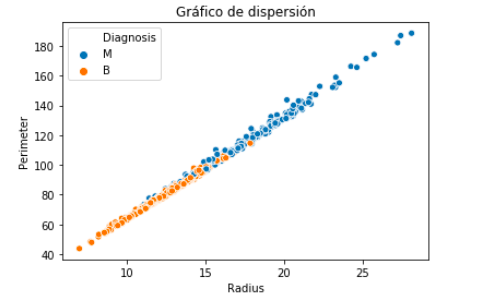 Gráfico de dispersión
Diagnosis
M
B
180
160
140
120
100
80
60
40
Perimeter
10 15 20 25
Radius